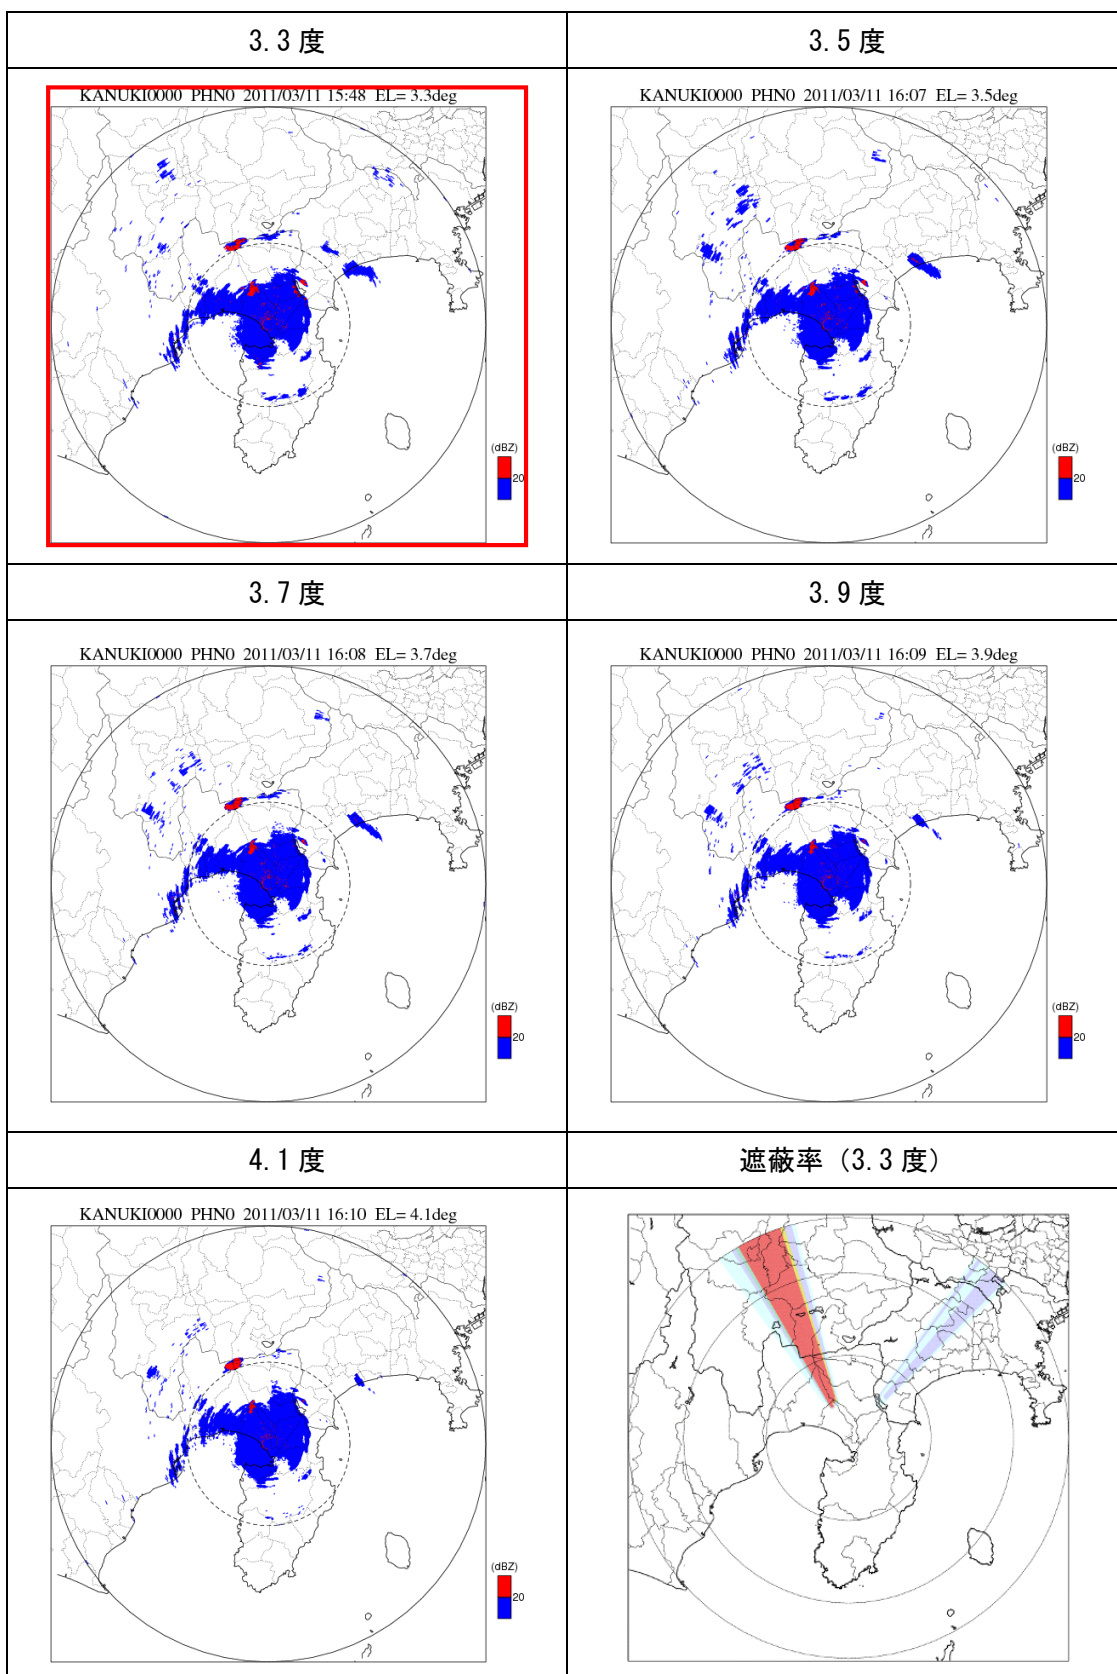 3.3度
3.5度
KANUKI0000 PHN0 2011/03/11 15:48 EL= 3.3deg
(dBZ)
20
KANUKI0000 PHN0 2011/03/11 16:07 EL= 3.5deg
(dBZ)
20
3.7度
3.9度
KANUKI0000 PHN0 2011/03/11 16:08 EL= 3.7deg
(dBZ)
20
KANUKI0000 PHN0 2011/03/11 16:09 EL= 3.9deg
(dBZ)
20
4.1度
遮蔽率（3.3度）
KANUKI0000 PHN0 2011/03/11 16:10 EL= 4.1deg
(dBZ)
20